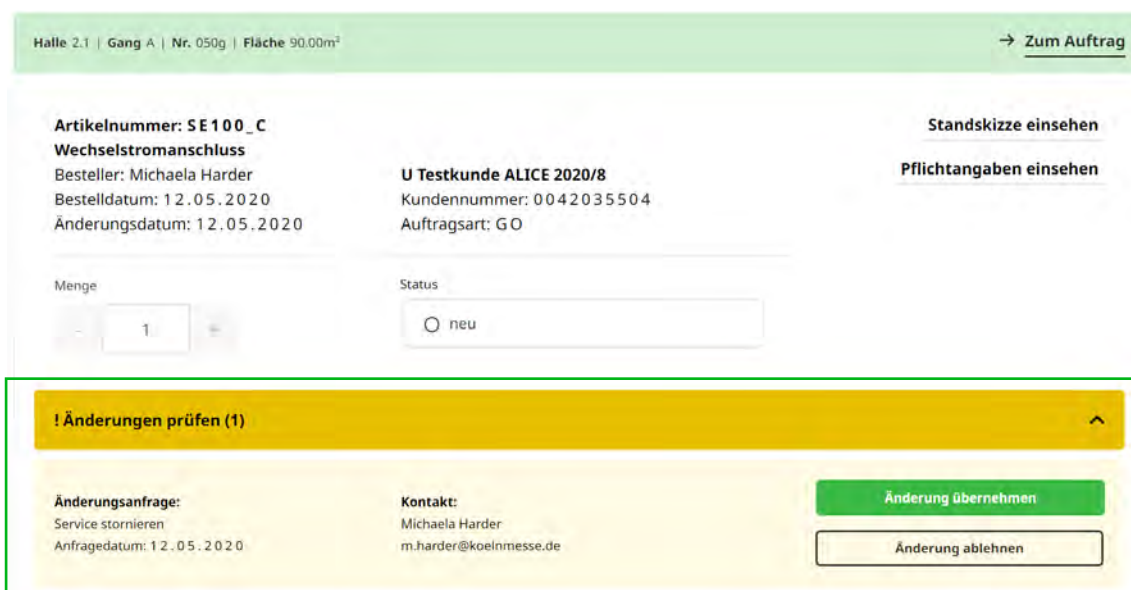 Halle 2.1 | Gang A | Nr. 050g | Fläche 90.00m²
→ Zum Auftrag
Artikelnummer: SE100_C
Wechselstromanschluss
Besteller: Michaela Harder
Bestelldatum: 12.05.2020
Änderungsdatum: 12.05.2020
U Testkunde ALICE 2020/8
Kundennummer: 0042035504
Auftragsart: GO
Standskizze einsehen
Pflichtangaben einsehen
Menge
- 1 +
Status
neu
! Änderungen prüfen (1)
Änderungsanfrage:
Service stornieren
Anfragedatum: 12.05.2020
Kontakt:
Michaela Harder
m.harder@koelnmesse.de
Änderung übernehmen
Änderung ablehnen